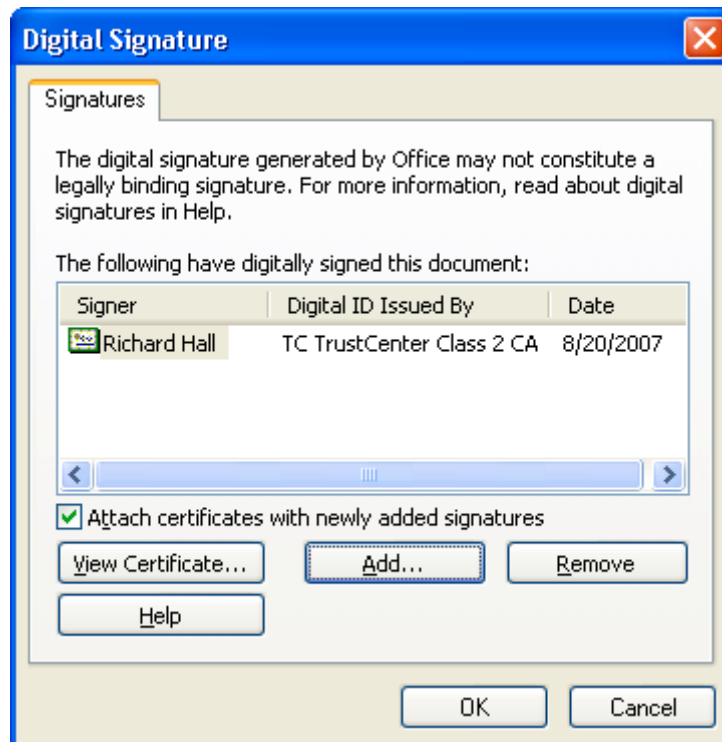 Digital Signature
Signatures
The digital signature generated by Office may not constitute a
legally binding signature. For more information, read about digital
signatures in Help.
The following have digitally signed this document:
Signer Digital ID Issued By Date
Richard Hall TC TrustCenter Class 2 CA 8/20/2007
Attach certificates with newly added signatures
View Certificate... Add... Remove
Help
OK Cancel